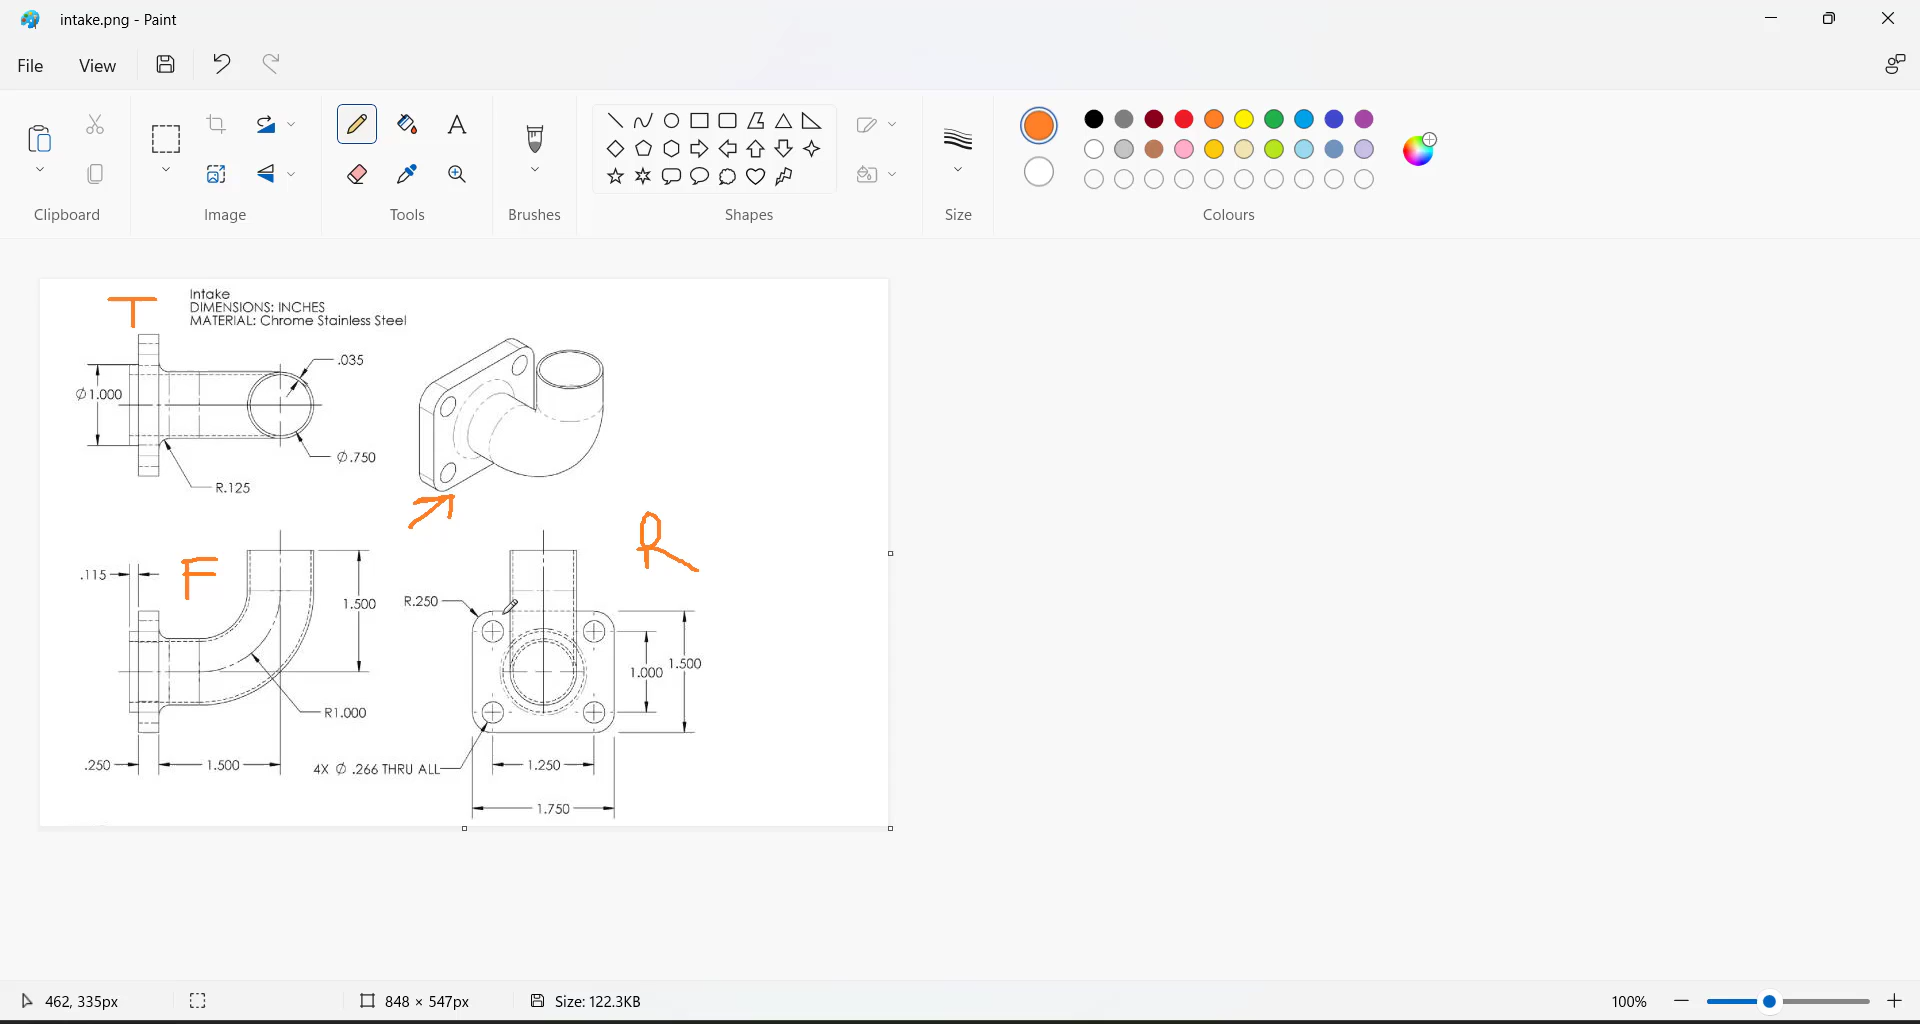 intake.png - Paint
File View
Clipboard Image Tools Brushes Shapes Size Colours
T
Intake
DIMENSIONS: INCHES
MATERIAL: Chrome Stainless Steel
.035
Ø1.000
Ø.750
R.125
R
F
.115
1.500
R.250
1.000
1.500
R1.000
.250
1.500
4X Ø .266 THRU ALL
1.250
1.750
462, 335px
848 × 547px
Size: 122.3KB
100%